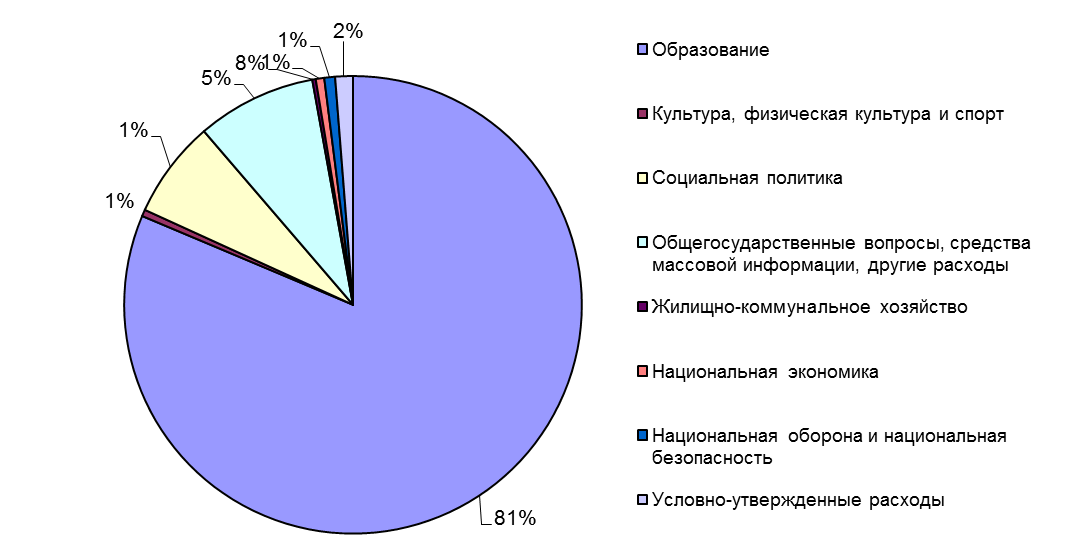 2%
1%
8%
1%
5%
1%
1%
81%
Образование
Культура, физическая культура и спорт
Социальная политика
Общегосударственные вопросы, средства
массовой информации, другие расходы
Жилищно-коммунальное хозяйство
Национальная экономика
Национальная оборона и национальная
безопасность
Условно-утвержденные расходы